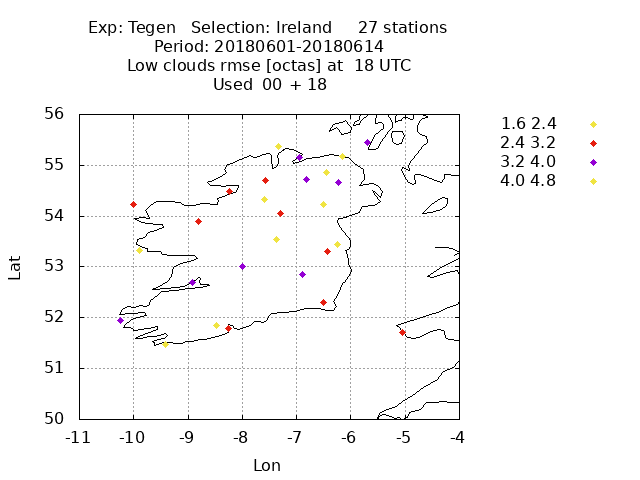 Exp: Tegen Selection: Ireland 27 stations
Period: 20180601-20180614
Low clouds rmse [octas] at 18 UTC
Used 00 + 18
1.6 2.4
2.4 3.2
3.2 4.0
4.0 4.8
56
55
54
53
52
51
50
Lat
-11 -10 -9 -8 -7 -6 -5 -4
Lon